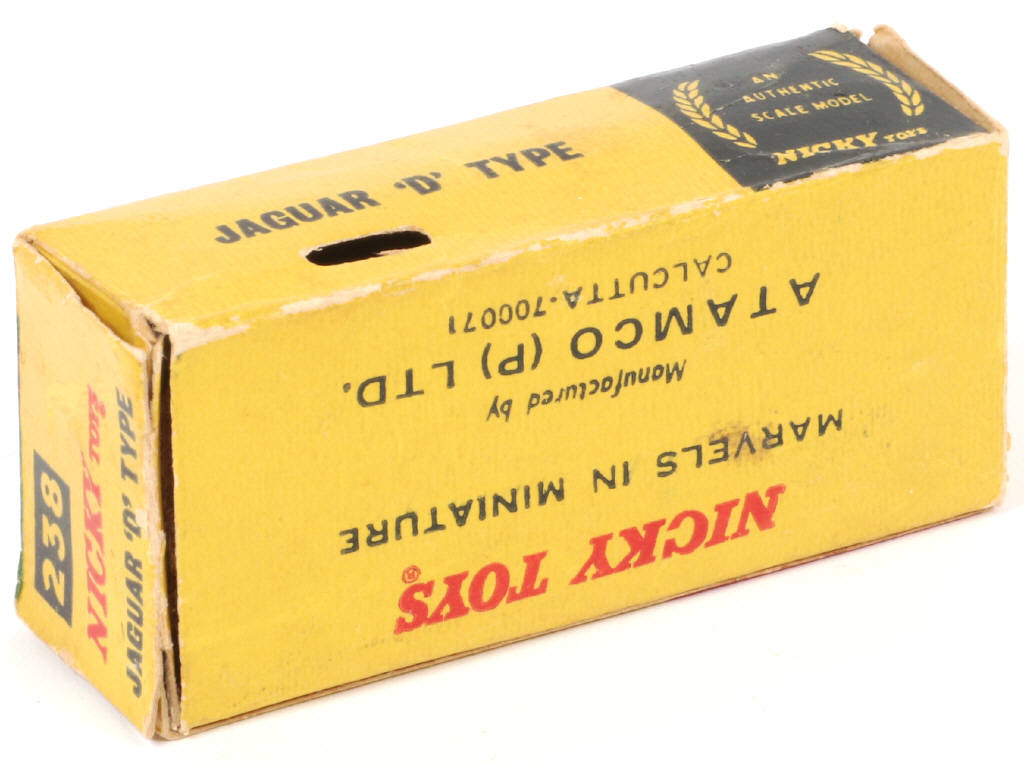 AN
AUTHENTIC
SCALE MODEL
NICKY TOYS
JAGUAR 'D' TYPE
NICKY TOYS®
MARVELS IN MINIATURE
Manufactured by
ATAMCO (P) LTD.
CALCUTTA-700071
238
NICKY TOYS
JAGUAR 'D' TYPE